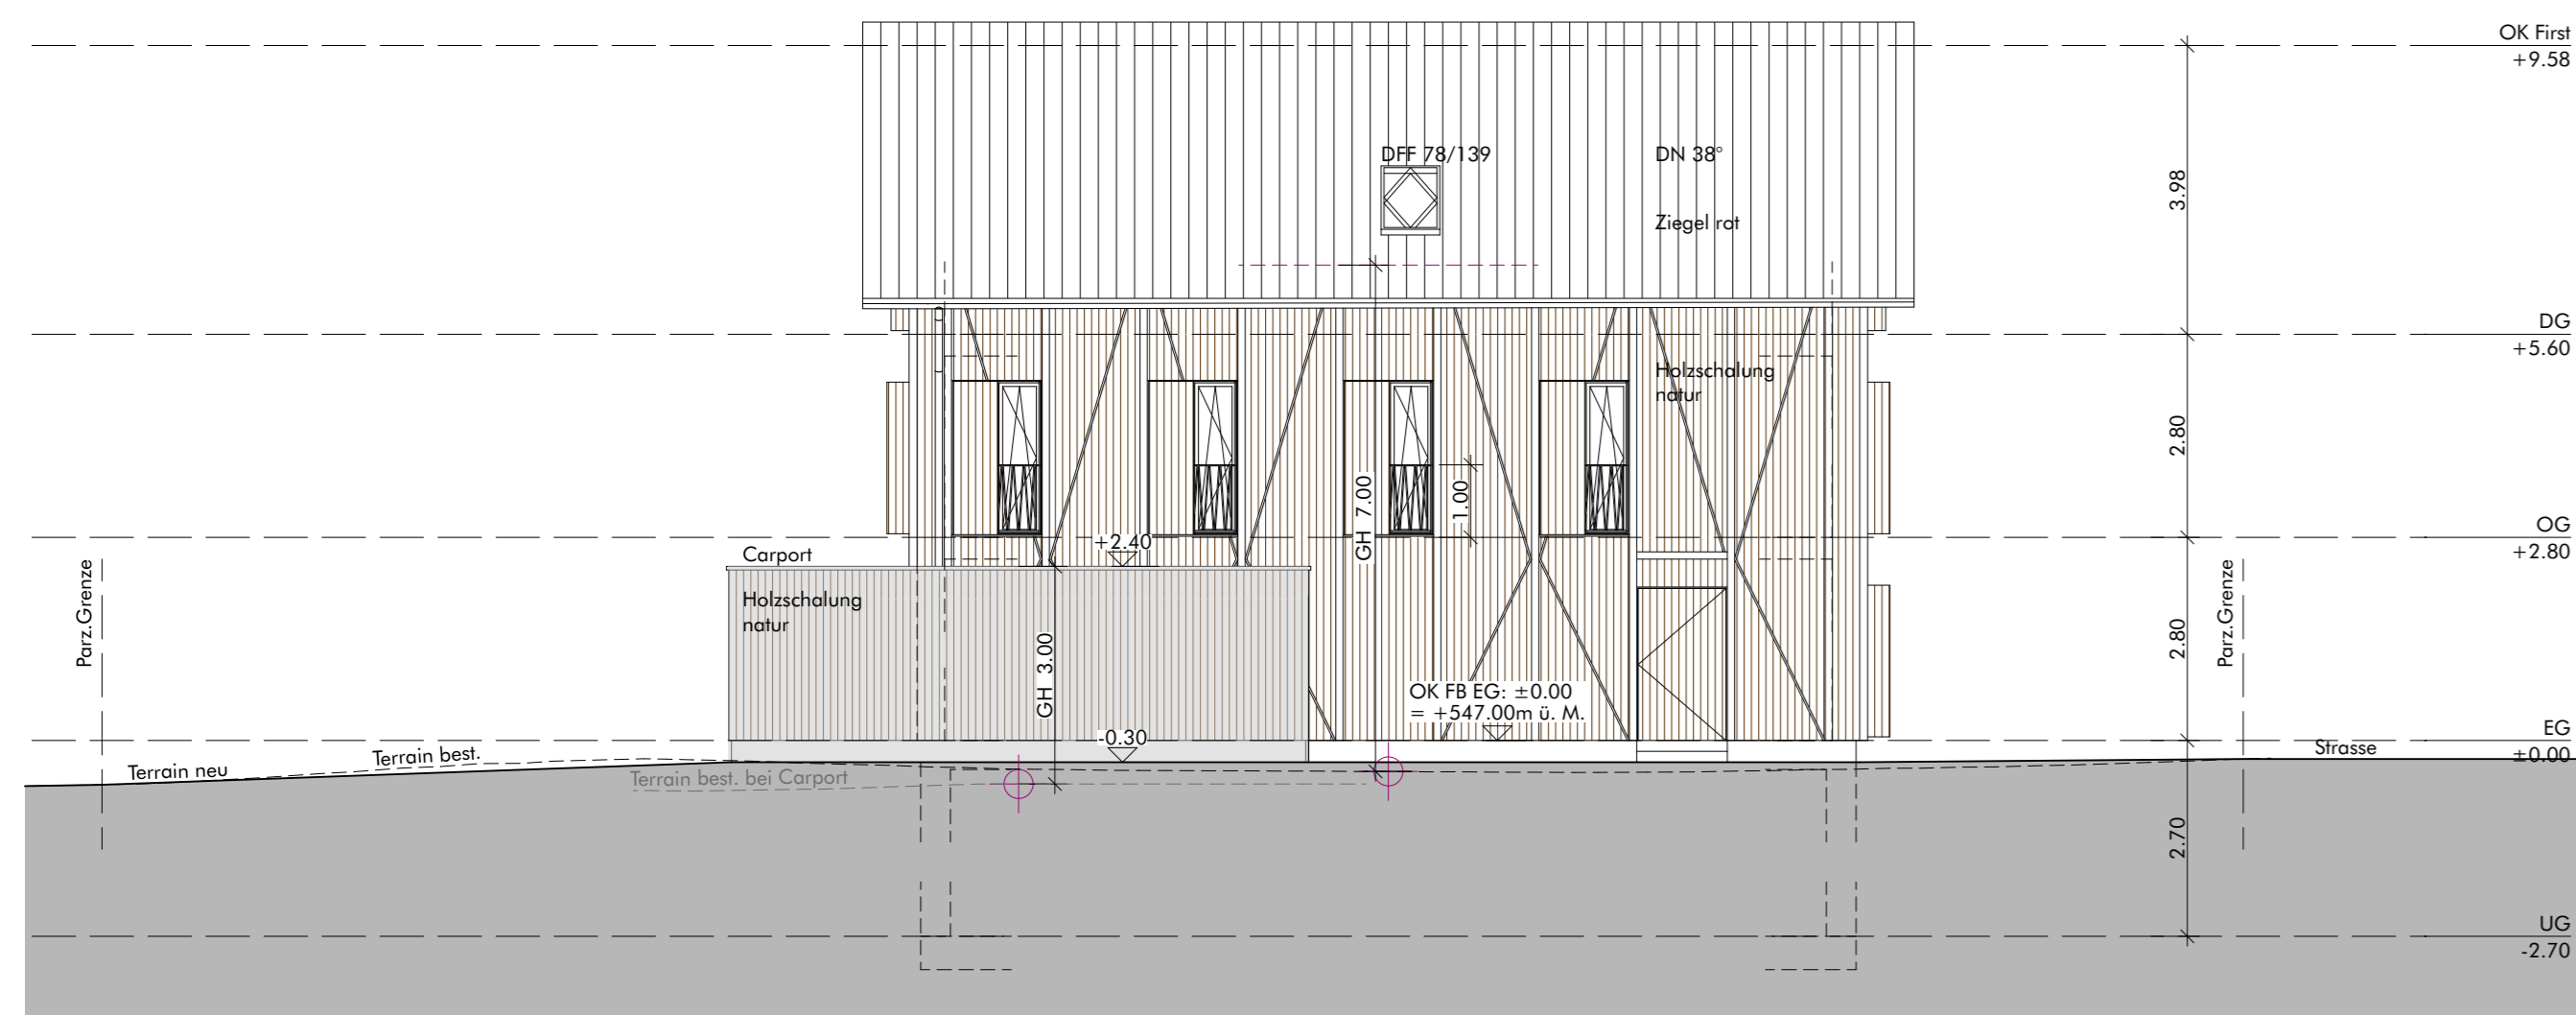 OK First
+9.58
DFF 78/139
DN 38°
3.98
Ziegel rot
DG
+5.60
Holzschalung
natur
2.80
GH 7.00
1.00
OG
+2.80
+2.40
Carport
Parz.Grenze
Parz.Grenze
Holzschalung
natur
2.80
GH 3.00
OK FB EG: ±0.00
= +547.00m ü. M.
EG
±0.00
-0.30
Strasse
Terrain best.
Terrain neu
Terrain best. bei Carport
2.70
UG
-2.70